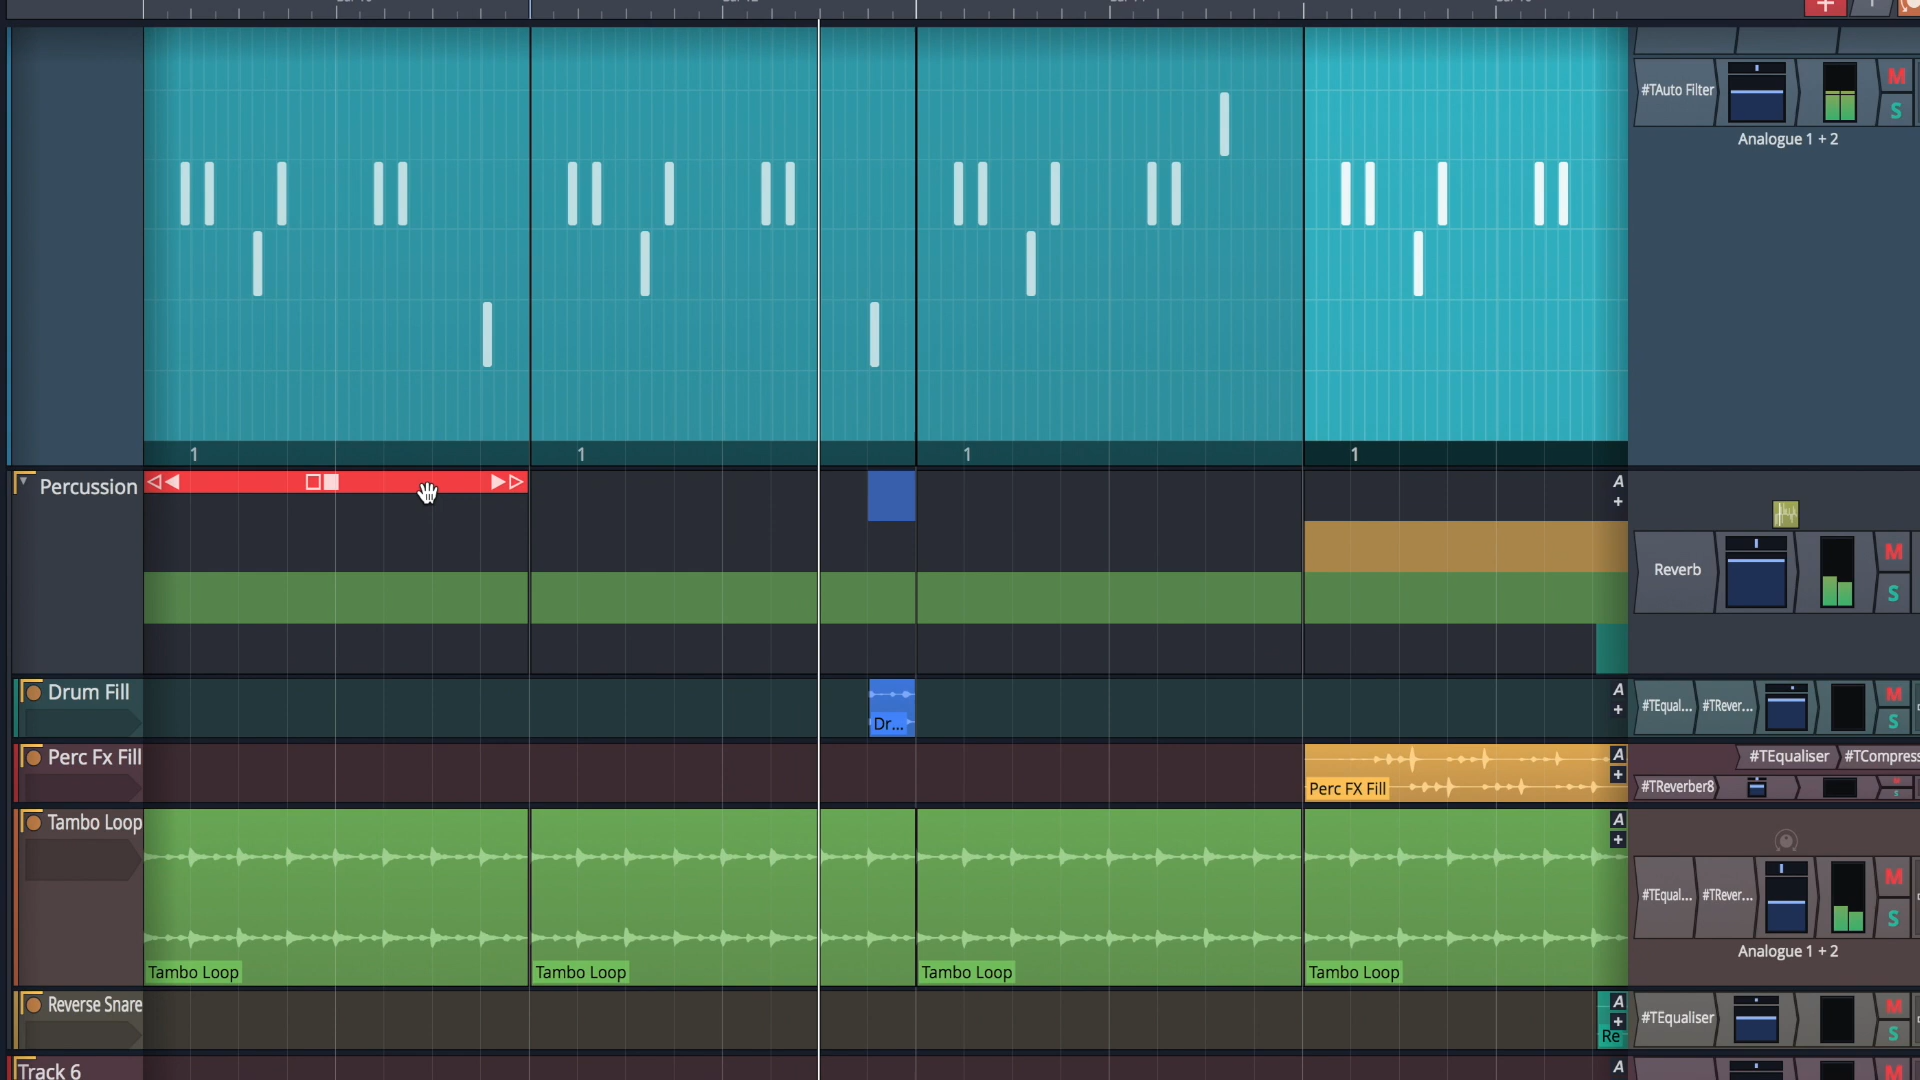 #TAuto Filter
M
S
Analogue 1 + 2
1
1
1
1
Percussion
A
+
Reverb
M
S
Drum Fill
Dr...
A
+
#TEqual...
#TRever...
M
S
Perc Fx Fill
Perc FX Fill
A
+
#TEqualiser
#TCompress
#TReverber8
M
S
Tambo Loop
Tambo Loop
Tambo Loop
Tambo Loop
Tambo Loop
A
+
#TEqual...
#TRever...
M
S
Analogue 1 + 2
Reverse Snare
A
+
Re
#TEqualiser
M
S
Track 6
A
M